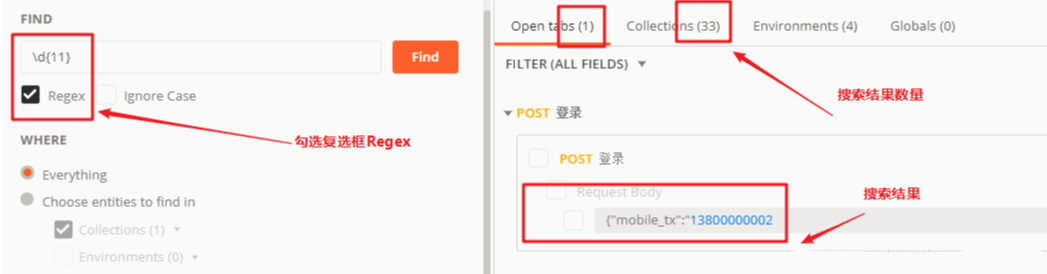 FIND
\d{11}
Find
Regex
Ignore Case
勾选复选框Regex
WHERE
Everything
Choose entities to find in
Collections (1)
Environments (0)
Open tabs (1)
Collections (33)
Environments (4)
Globals (0)
FILTER (ALL FIELDS)
搜索结果数量
POST 登录
POST 登录
搜索结果
Request Body
{"mobile_tx":"13800000002